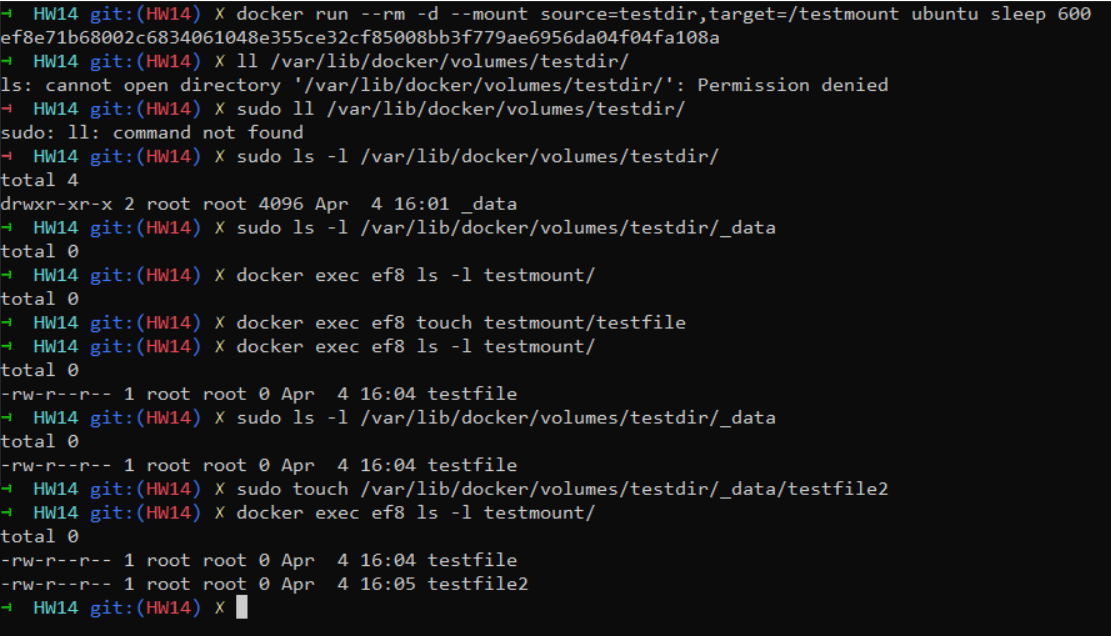 → HW14 git:(HW14) ✗ docker run --rm -d --mount source=testdir,target=/testmount ubuntu sleep 600
ef8e71b68002c6834061048e355ce32cf85008bb3f779ae6956da04f04fa108a
→ HW14 git:(HW14) ✗ ll /var/lib/docker/volumes/testdir/
ls: cannot open directory '/var/lib/docker/volumes/testdir/': Permission denied
→ HW14 git:(HW14) ✗ sudo ll /var/lib/docker/volumes/testdir/
sudo: ll: command not found
→ HW14 git:(HW14) ✗ sudo ls -l /var/lib/docker/volumes/testdir/
total 4
drwxr-xr-x 2 root root 4096 Apr  4 16:01 _data
→ HW14 git:(HW14) ✗ sudo ls -l /var/lib/docker/volumes/testdir/_data
total 0
→ HW14 git:(HW14) ✗ docker exec ef8 ls -l testmount/
total 0
→ HW14 git:(HW14) ✗ docker exec ef8 touch testmount/testfile
→ HW14 git:(HW14) ✗ docker exec ef8 ls -l testmount/
total 0
-rw-r--r-- 1 root root 0 Apr  4 16:04 testfile
→ HW14 git:(HW14) ✗ sudo ls -l /var/lib/docker/volumes/testdir/_data
total 0
-rw-r--r-- 1 root root 0 Apr  4 16:04 testfile
→ HW14 git:(HW14) ✗ sudo touch /var/lib/docker/volumes/testdir/_data/testfile2
→ HW14 git:(HW14) ✗ docker exec ef8 ls -l testmount/
total 0
-rw-r--r-- 1 root root 0 Apr  4 16:04 testfile
-rw-r--r-- 1 root root 0 Apr  4 16:05 testfile2
→ HW14 git:(HW14) ✗